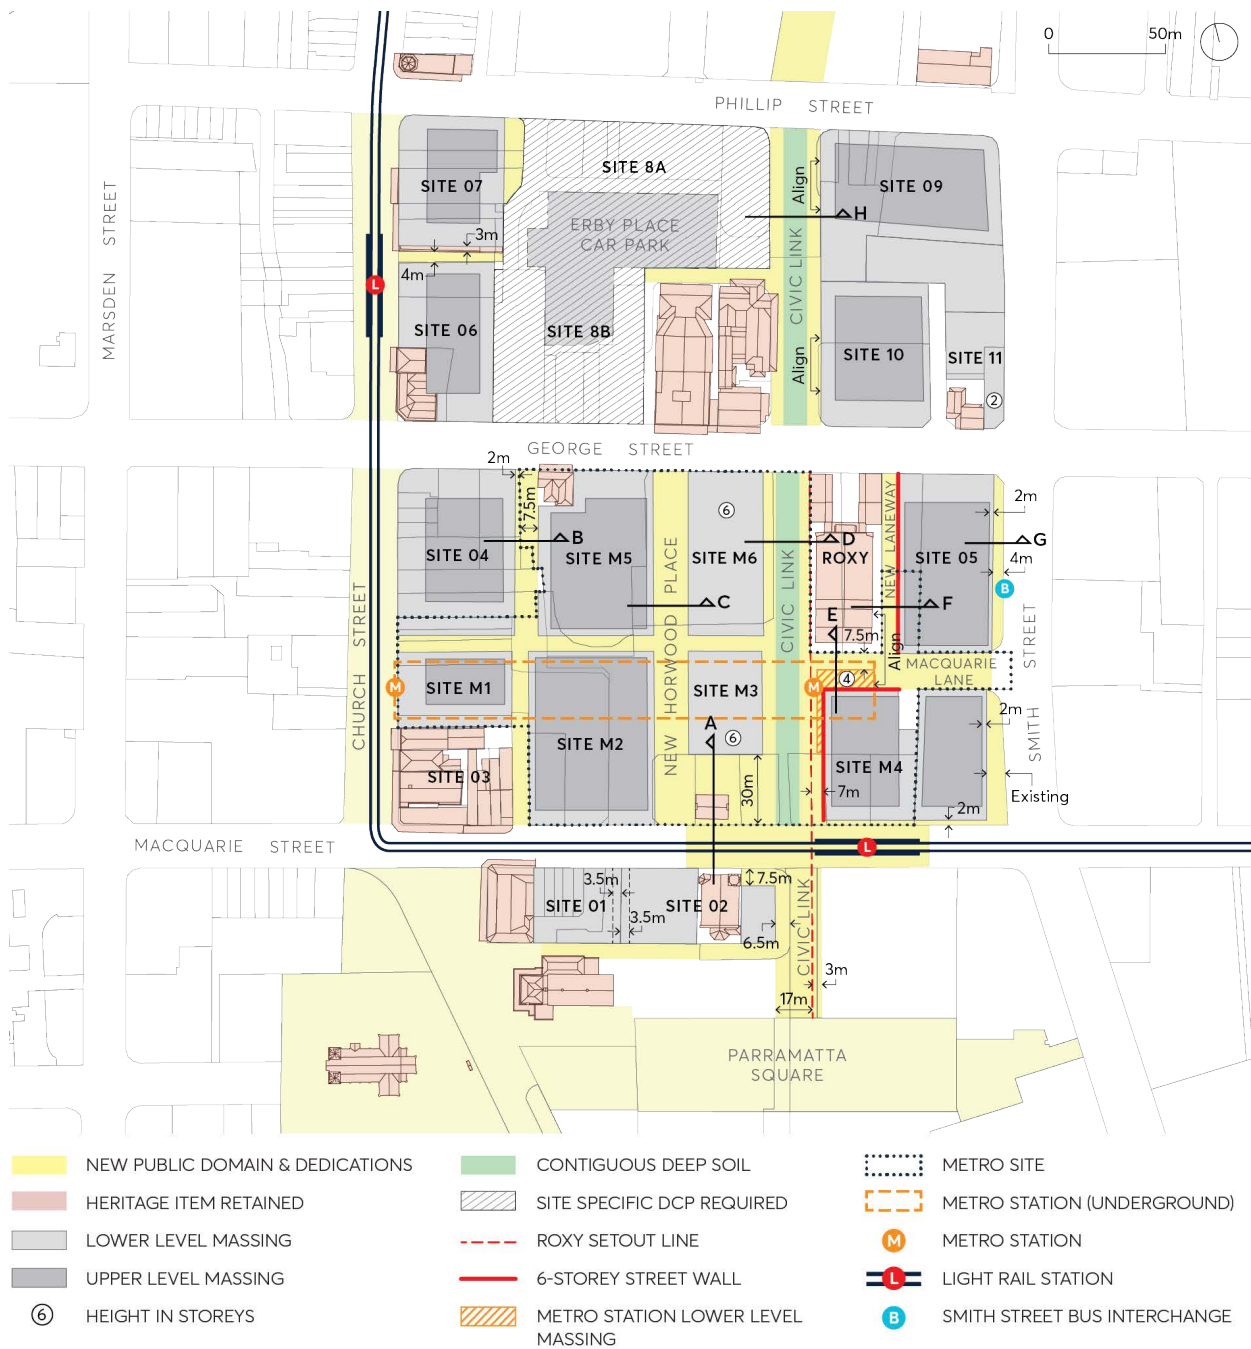 0 50m
PHILLIP STREET
MARSDEN STREET
SITE 07
SITE 8A
Align
SITE 09
H
ERBY PLACE
CAR PARK
3m
4m
CIVIC LINK
L
SITE 06
SITE 8B
Align
SITE 10
SITE 11
2
GEORGE STREET
2m
7.5m
6
NEW LANEWAY
2m
B
D
G
SITE 04
SITE M5
SITE M6
ROXY
SITE 05
4m
B
C
E
F
CHURCH STREET
NEW HORWOOD PLACE
CIVIC LINK
7.5m
Align
SMITH STREET
MACQUARIE
LANE
M
SITE M1
SITE M3
M
4
A
6
2m
SITE M2
SITE 03
SITE M4
30m
7m
Existing
2m
MACQUARIE STREET
L
3.5m
7.5m
SITE 01
SITE 02
3.5m
6.5m
CIVIC LINK
3m
17m
PARRAMATTA
SQUARE
NEW PUBLIC DOMAIN & DEDICATIONS
HERITAGE ITEM RETAINED
LOWER LEVEL MASSING
UPPER LEVEL MASSING
6 HEIGHT IN STOREYS
CONTIGUOUS DEEP SOIL
SITE SPECIFIC DCP REQUIRED
ROXY SETOUT LINE
6-STOREY STREET WALL
METRO STATION LOWER LEVEL
MASSING
METRO SITE
METRO STATION (UNDERGROUND)
M METRO STATION
L LIGHT RAIL STATION
B SMITH STREET BUS INTERCHANGE